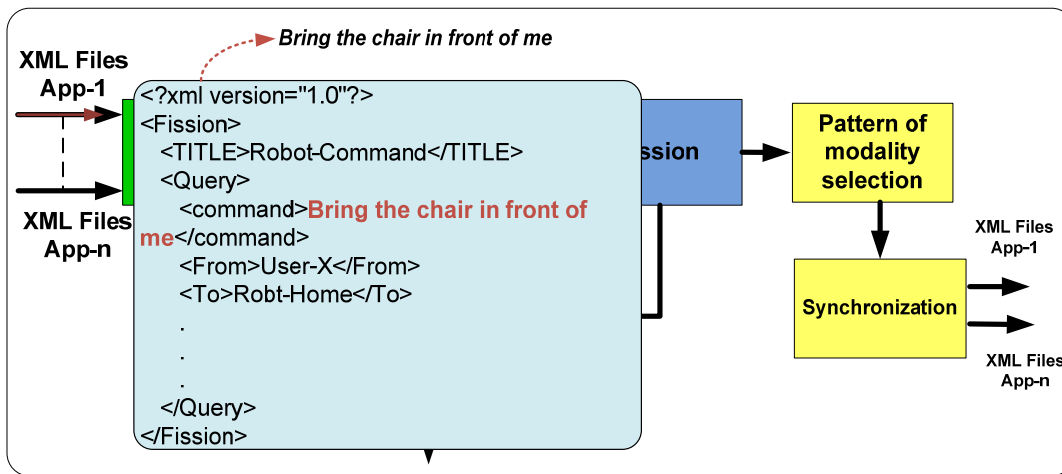 Bring the chair in front of me
XML Files
App-1
XML Files
App-n
<?xml version="1.0"?>
<Fission>
<TITLE>Robot-Command</TITLE>
<Query>
<command>Bring the chair in front of
me</command>
<From>User-X</From>
<To>Robt-Home</To>
.
.
.
</Query>
</Fission>
ssion
Pattern of
modality
selection
Synchronization
XML Files
App-1
XML Files
App-n